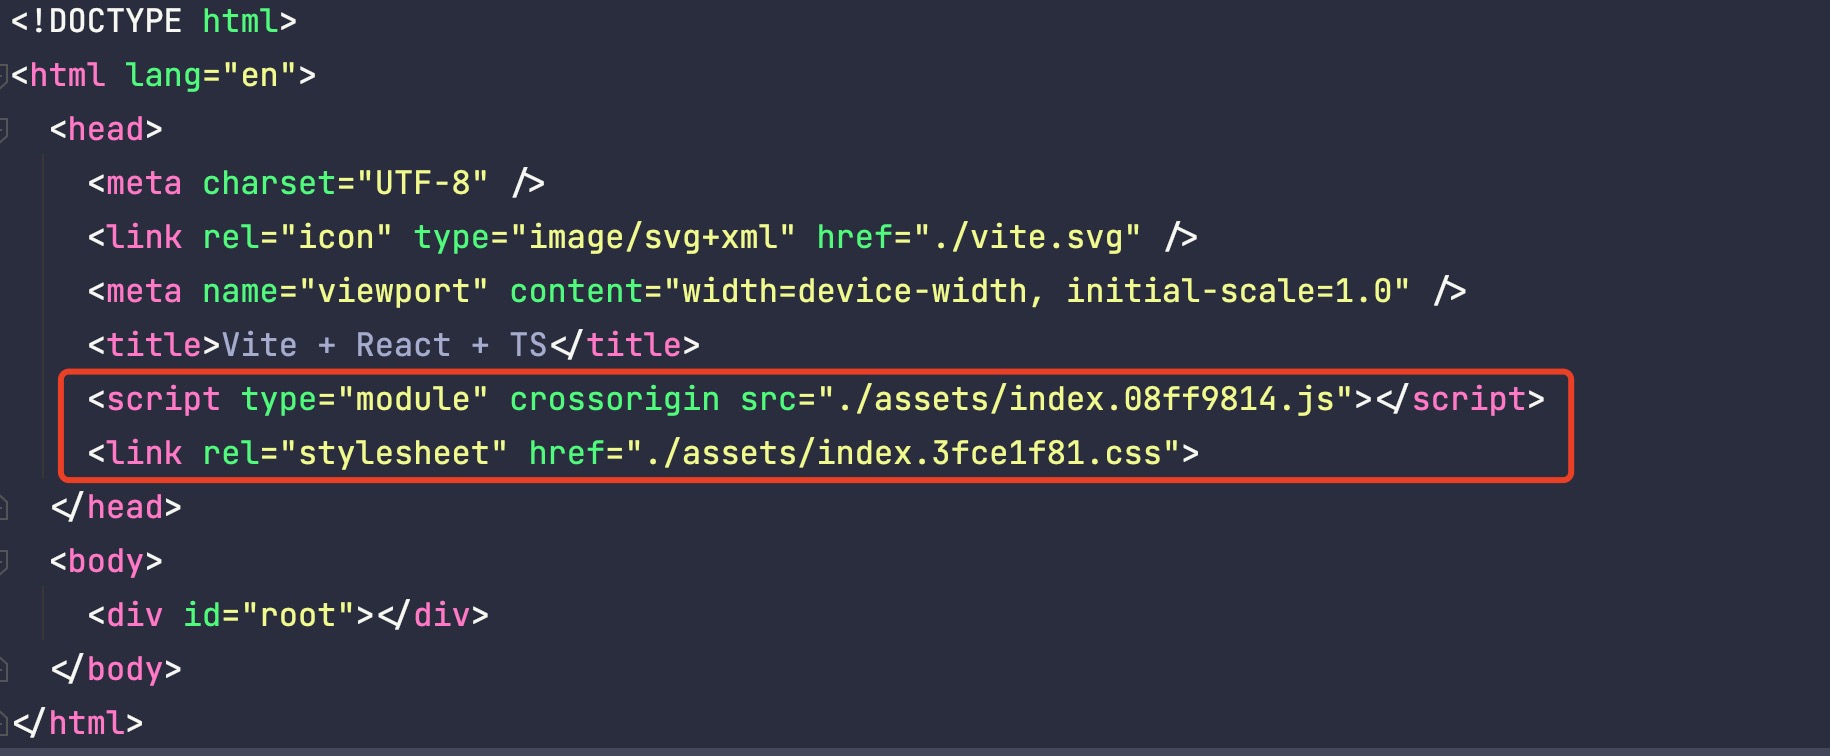 <!DOCTYPE html>
<html lang="en">
<head>
<meta charset="UTF-8" />
<link rel="icon" type="image/svg+xml" href="./vite.svg" />
<meta name="viewport" content="width=device-width, initial-scale=1.0" />
<title>Vite + React + TS</title>
<script type="module" crossorigin src="./assets/index.08ff9814.js"></script>
<link rel="stylesheet" href="./assets/index.3fce1f81.css">
</head>
<body>
<div id="root"></div>
</body>
</html>